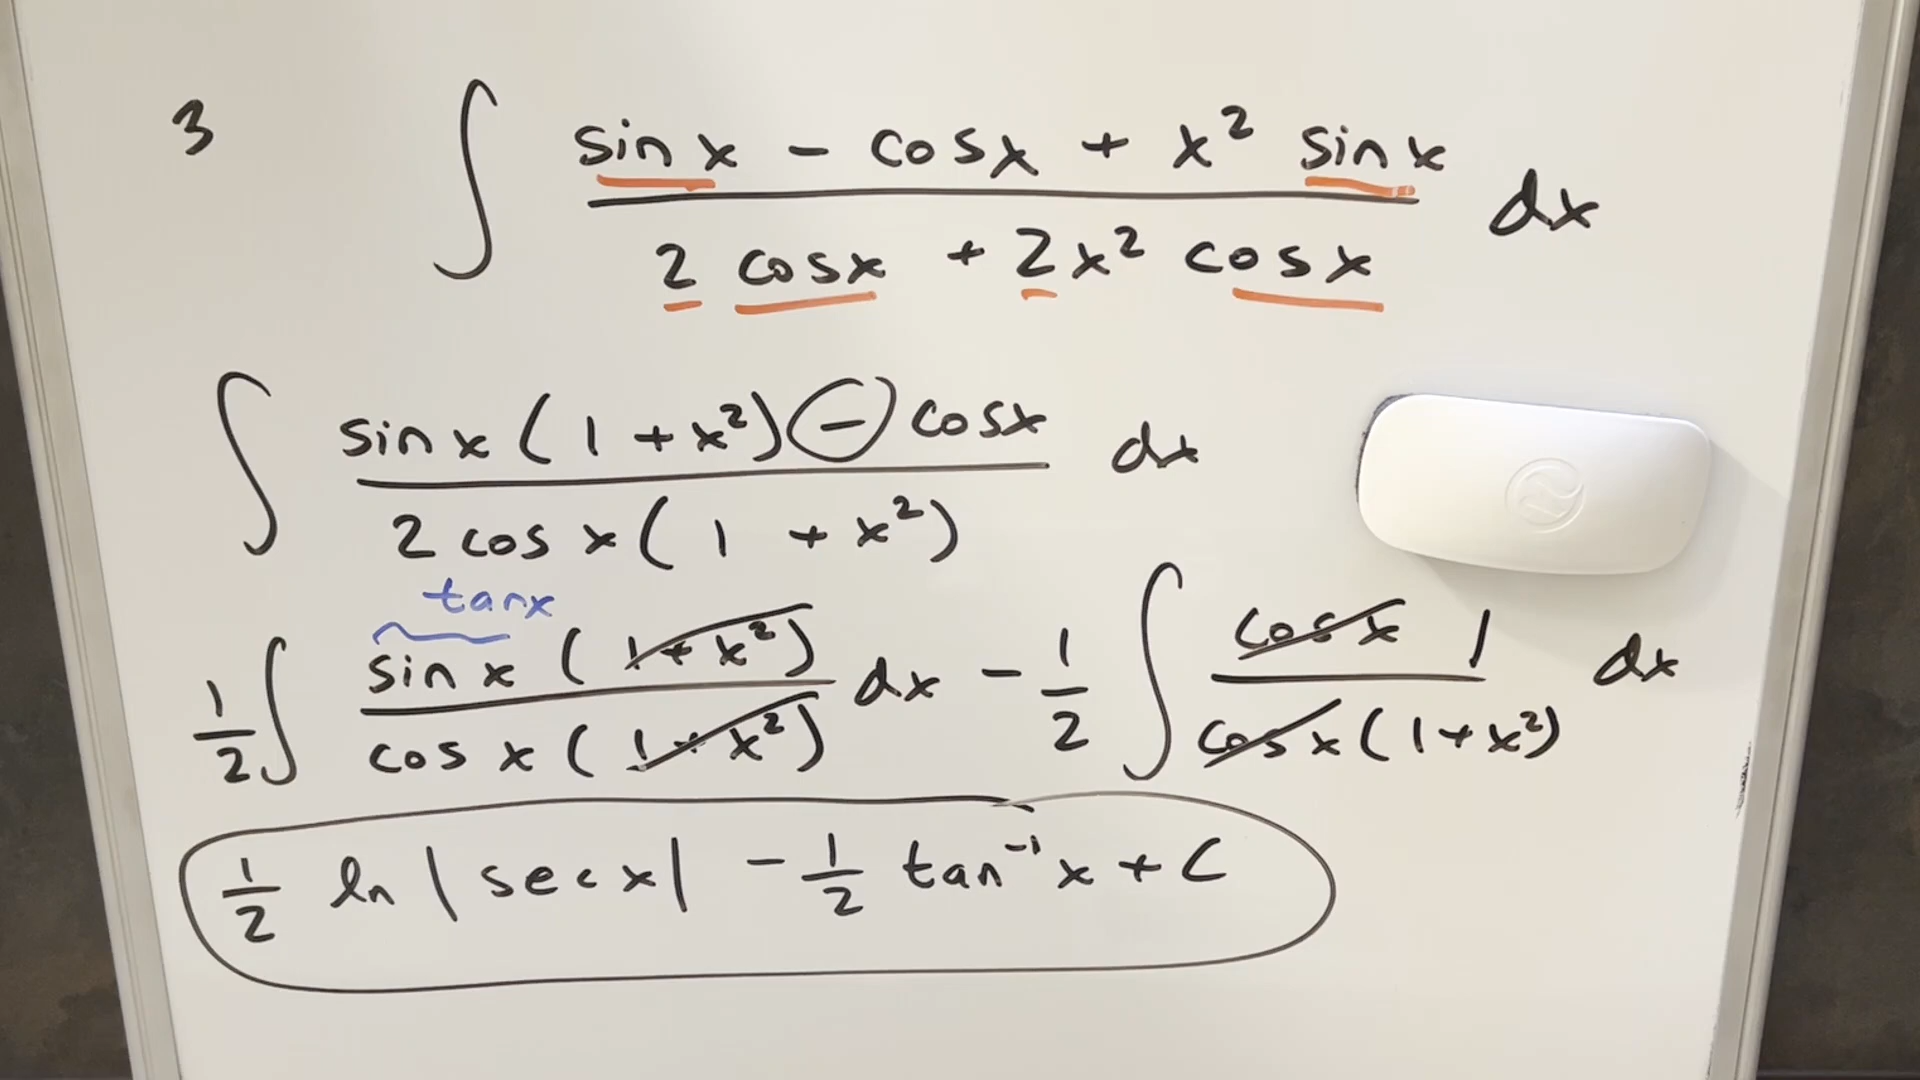 3
∫ (sin x - cos x + x² sin x) / (2 cos x + 2x² cos x) dx
∫ (sin x (1 + x²) - cos x) / (2 cos x (1 + x²)) dx
tan x
1/2 ∫ (sin x (1 + x²)) / (cos x (1 + x²)) dx - 1/2 ∫ (cos x 1) / (cos x (1 + x²)) dx
1/2 ln |sec x| - 1/2 tan⁻¹ x + C